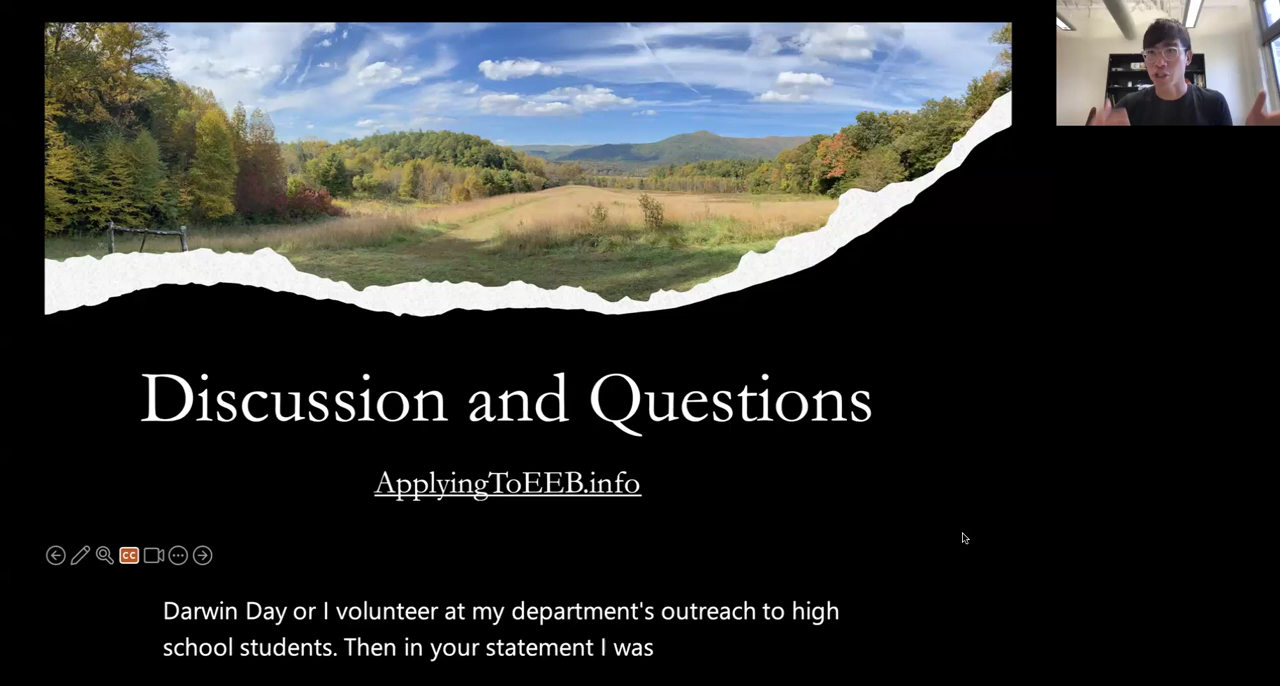 Discussion and Questions
ApplyingToEEB.info
CC
Darwin Day or I volunteer at my department's outreach to high
school students. Then in your statement I was